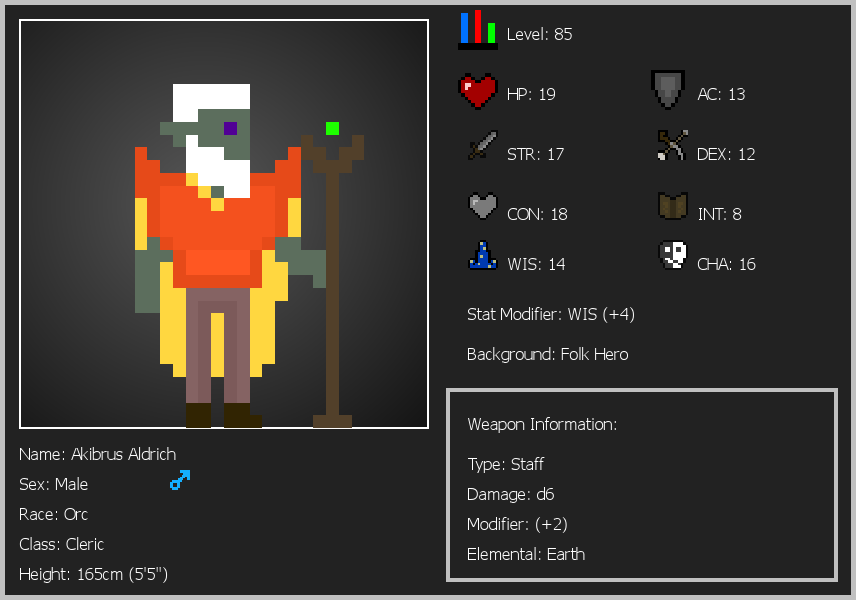 Level: 85
HP: 19
AC: 13
STR: 17
DEX: 12
CON: 18
INT: 8
WIS: 14
CHA: 16
Stat Modifier: WIS (+4)
Background: Folk Hero
Weapon Information:
Type: Staff
Damage: d6
Modifier: (+2)
Elemental: Earth
Name: Akibrus Aldrich
Sex: Male
Race: Orc
Class: Cleric
Height: 165cm (5'5")